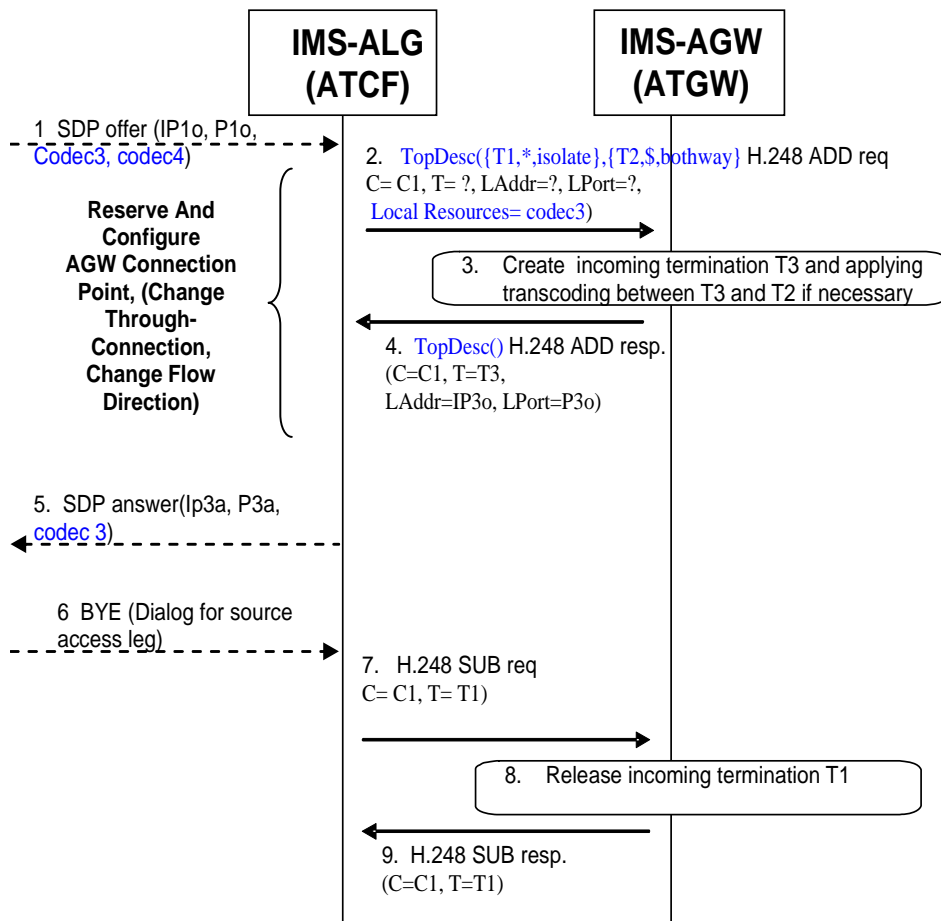 IMS-ALG
(ATCF)
IMS-AGW
(ATGW)
1 SDP offer (IP1o, P1o,
Codec3, codec4)
2. TopDesc({T1,*,isolate},{T2,$,bothway} H.248 ADD req
C= C1, T= ?, LAddr=?, LPort=?,
Local Resources= codec3)
Reserve And
Configure
AGW Connection
Point, (Change
Through-
Connection,
Change Flow
Direction)
3. Create incoming termination T3 and applying
transcoding between T3 and T2 if necessary
4. TopDesc() H.248 ADD resp.
(C=C1, T=T3,
LAddr=IP3o, LPort=P3o)
5. SDP answer(Ip3a, P3a,
codec 3)
6 BYE (Dialog for source
access leg)
7. H.248 SUB req
C= C1, T= T1)
8. Release incoming termination T1
9. H.248 SUB resp.
(C=C1, T=T1)